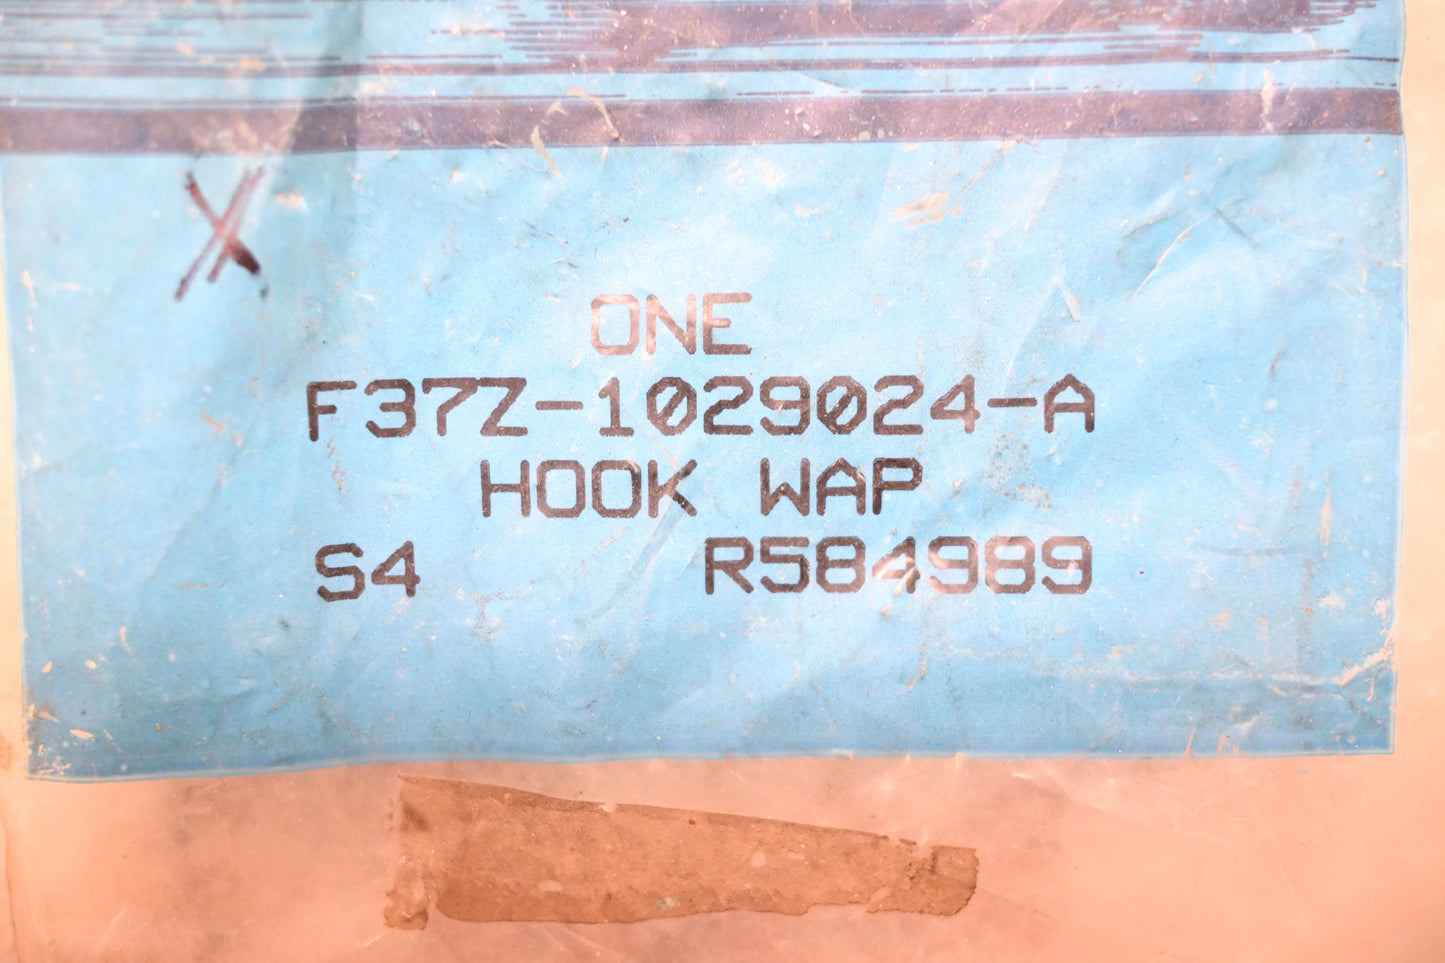 X
ONE
F37Z-1029024-A
HOOK WAP
S4 R584989